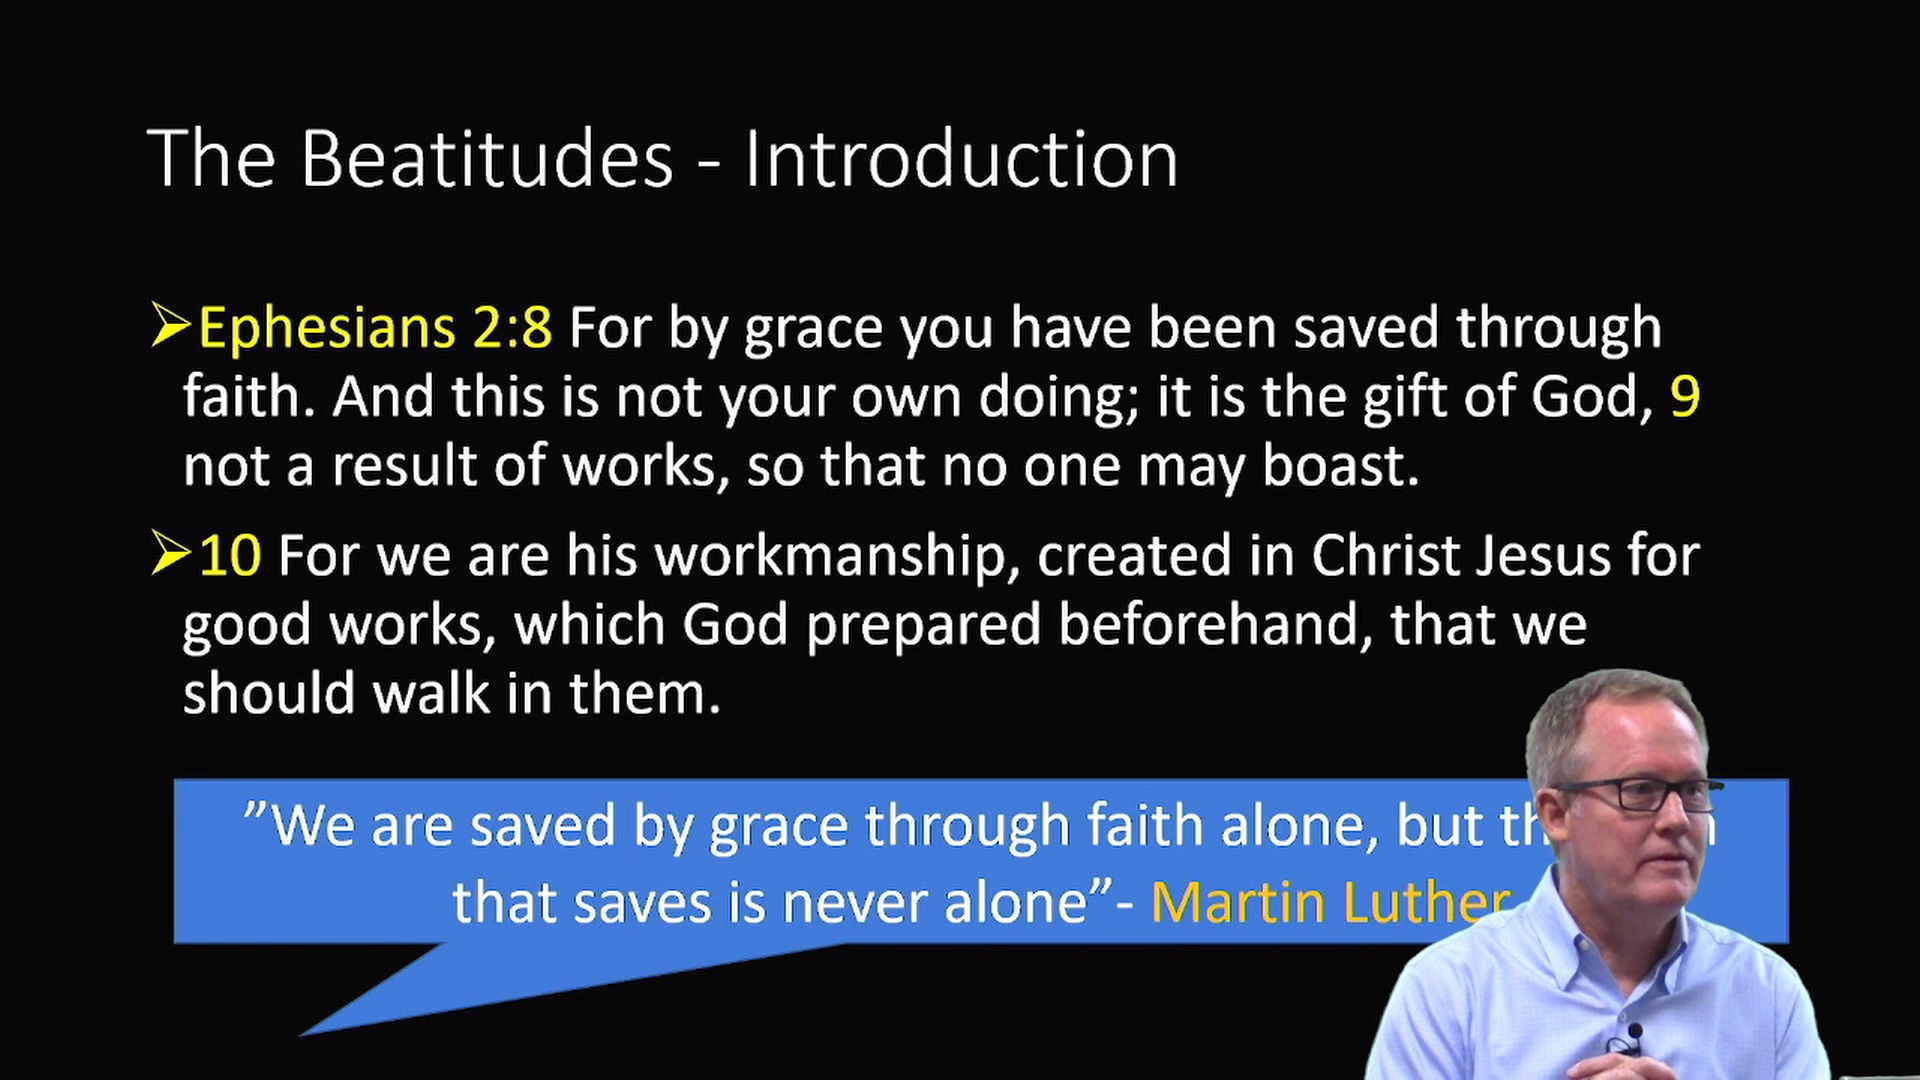 The Beatitudes - Introduction
➢Ephesians 2:8 For by grace you have been saved through
faith. And this is not your own doing; it is the gift of God, 9
not a result of works, so that no one may boast.
➢10 For we are his workmanship, created in Christ Jesus for
good works, which God prepared beforehand, that we
should walk in them.
”We are saved by grace through faith alone, but
that saves is never alone”- Martin Luther